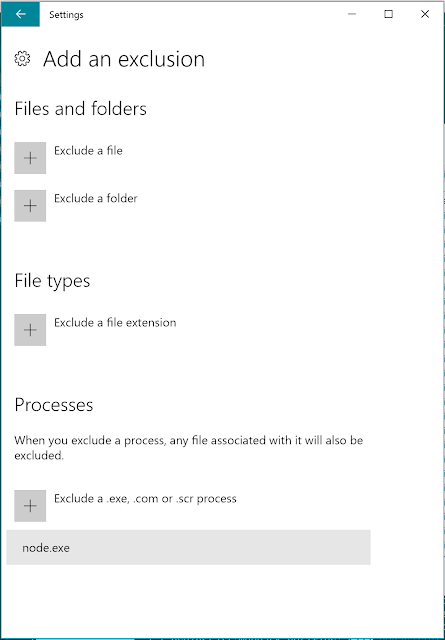 Settings
Add an exclusion
Files and folders
Exclude a file
Exclude a folder
File types
Exclude a file extension
Processes
When you exclude a process, any file associated with it will also be
excluded.
Exclude a .exe, .com or .scr process
node.exe